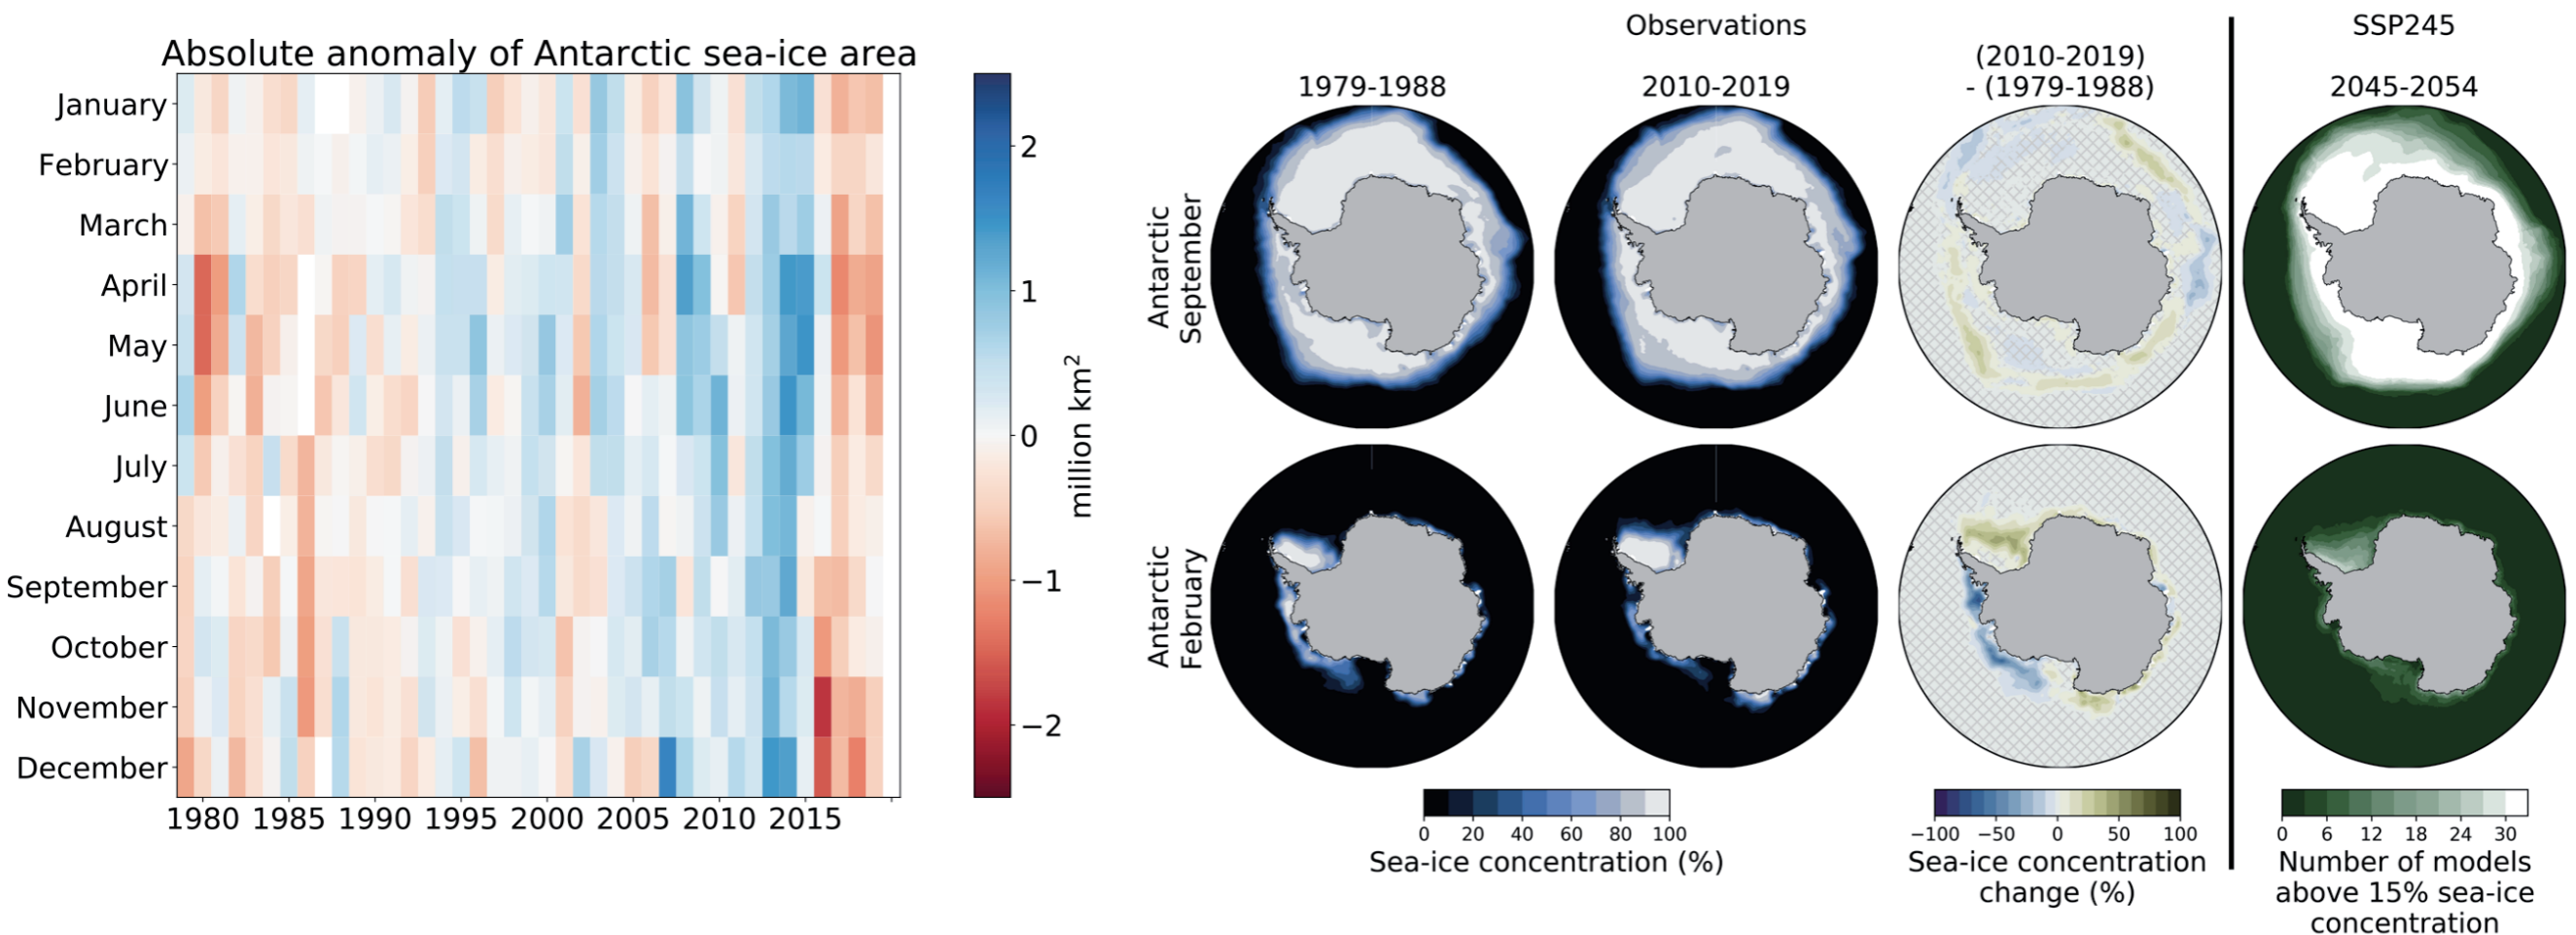 Absolute anomaly of Antarctic sea-ice area
January
February
March
April
May
June
July
August
September
October
November
December
1980 1985 1990 1995 2000 2005 2010 2015
2
1
0
−1
−2
million km²
Observations
1979-1988
2010-2019
(2010-2019)
- (1979-1988)
SSP245
2045-2054
Antarctic
September
Antarctic
February
0 20 40 60 80 100
Sea-ice concentration (%)
−100 −50 0 50 100
Sea-ice concentration
change (%)
0 6 12 18 24 30
Number of models
above 15% sea-ice
concentration